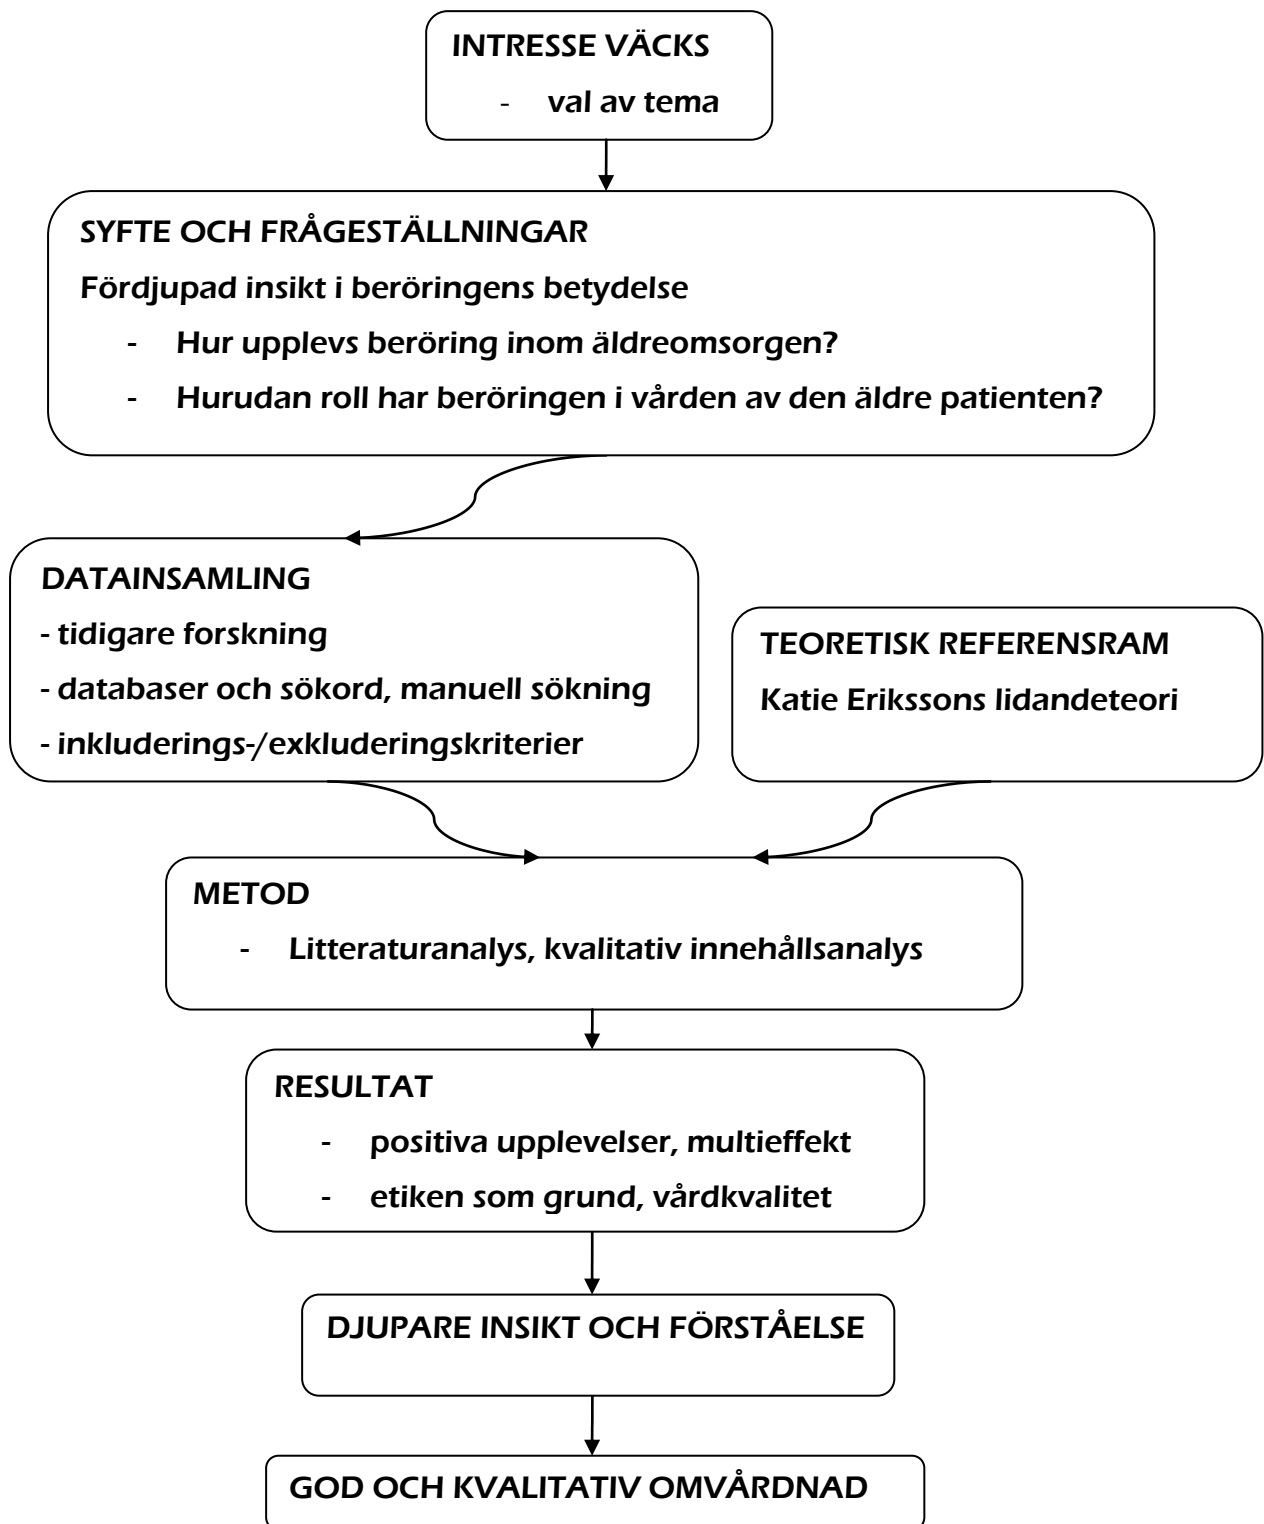 INTRESSE VÄCKS
- val av tema
SYFTE OCH FRÅGESTÄLLNINGAR
Fördjupad insikt i beröringens betydelse
- Hur upplevs beröring inom äldreomsorgen?
- Hurudan roll har beröringen i vården av den äldre patienten?
DATAINSAMLING
- tidigare forskning
- databaser och sökord, manuell sökning
- inkluderings-/exkluderingskriterier
TEORETISK REFERENSRAM
Katie Erikssons lidandeteori
METOD
- Litteraturanalys, kvalitativ innehållsanalys
RESULTAT
- positiva upplevelser, multieffekt
- etiken som grund, vårdkvalitet
DJUPARE INSIKT OCH FÖRSTÅELSE
GOD OCH KVALITATIV OMVÅRDNAD